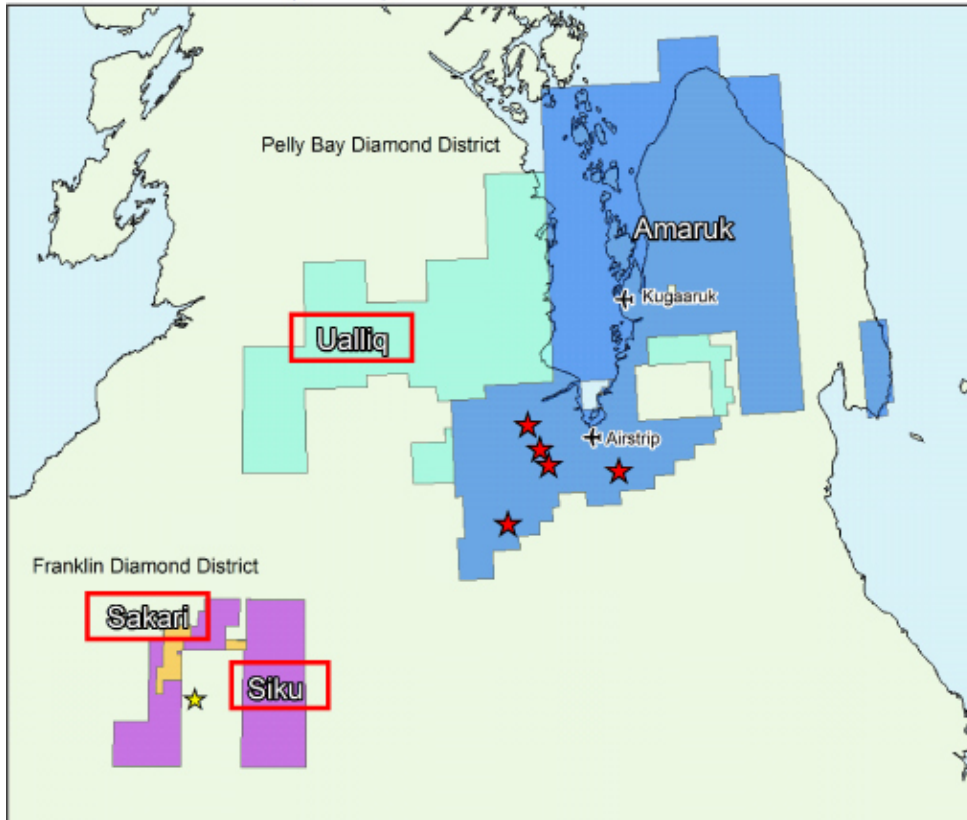 Pelly Bay Diamond District
Amaruk
Kugaaruk
Ualliq
Airstrip
Franklin Diamond District
Sakari
Siku